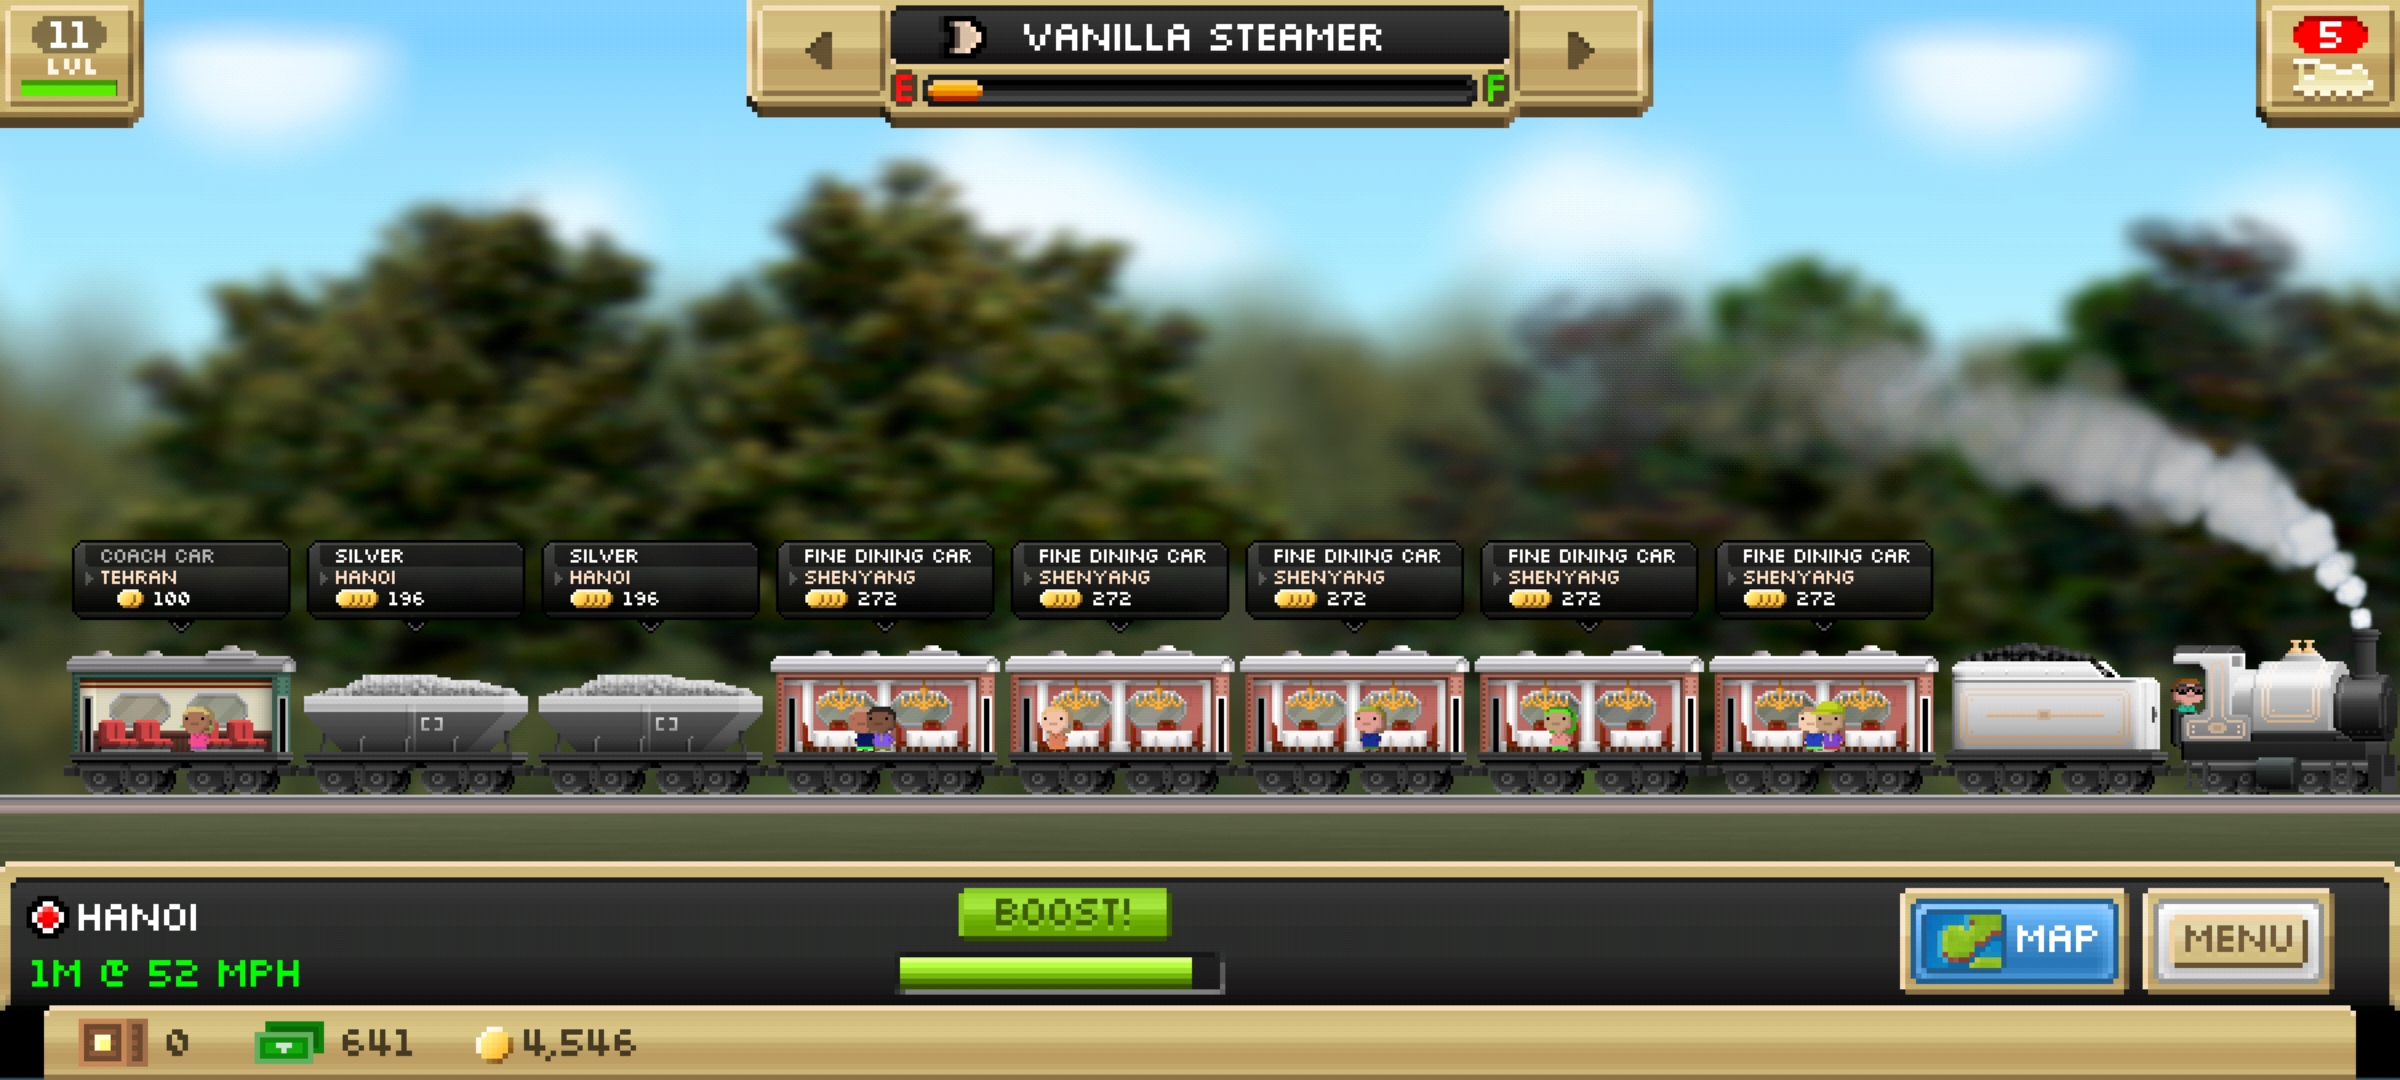 11
LVL
VANILLA STEAMER
E F
5
COACH CAR
TEHRAN
100
SILVER
HANOI
196
SILVER
HANOI
196
FINE DINING CAR
SHENYANG
272
FINE DINING CAR
SHENYANG
272
FINE DINING CAR
SHENYANG
272
FINE DINING CAR
SHENYANG
272
FINE DINING CAR
SHENYANG
272
HANOI
1M @ 52 MPH
BOOST!
MAP
MENU
0
641
4,546